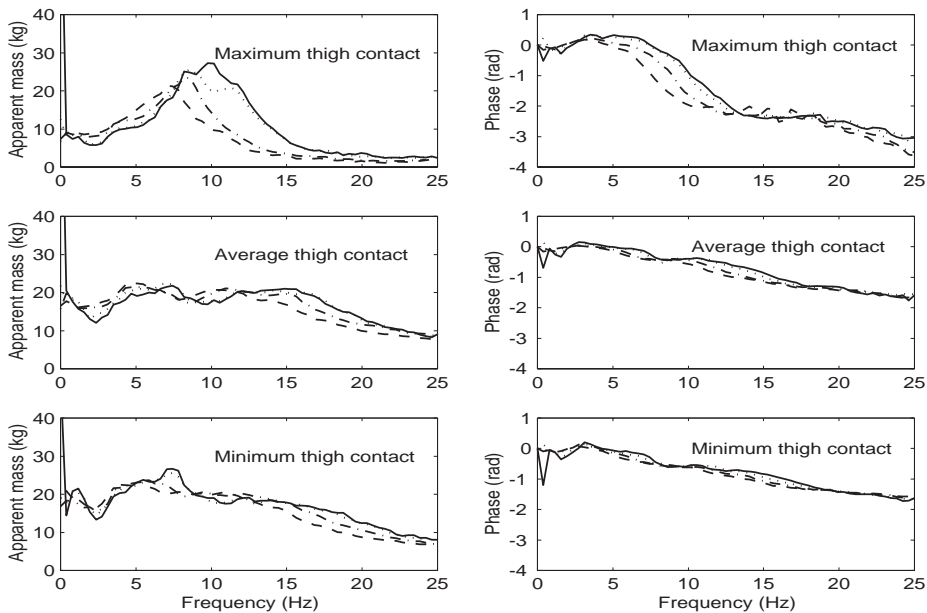 Apparent mass (kg)
40
30
20
10
0
Maximum thigh contact
0 5 10 15 20 25
Phase (rad)
1
0
-1
-2
-3
-4
Maximum thigh contact
0 5 10 15 20 25
Apparent mass (kg)
40
30
20
10
0
Average thigh contact
0 5 10 15 20 25
Phase (rad)
1
0
-1
-2
-3
-4
Average thigh contact
0 5 10 15 20 25
Apparent mass (kg)
40
30
20
10
0
Minimum thigh contact
0 5 10 15 20 25
Frequency (Hz)
Phase (rad)
1
0
-1
-2
-3
-4
Minimum thigh contact
0 5 10 15 20 25
Frequency (Hz)